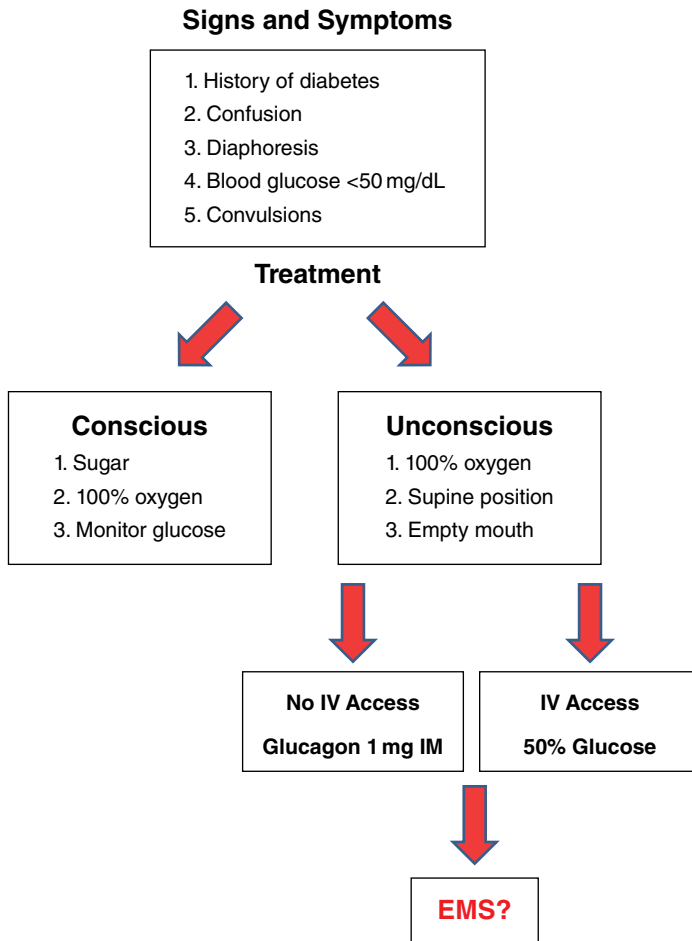 Signs and Symptoms
1. History of diabetes
2. Confusion
3. Diaphoresis
4. Blood glucose <50 mg/dL
5. Convulsions
Treatment
Conscious
1. Sugar
2. 100% oxygen
3. Monitor glucose
Unconscious
1. 100% oxygen
2. Supine position
3. Empty mouth
No IV Access
Glucagon 1 mg IM
IV Access
50% Glucose
EMS?